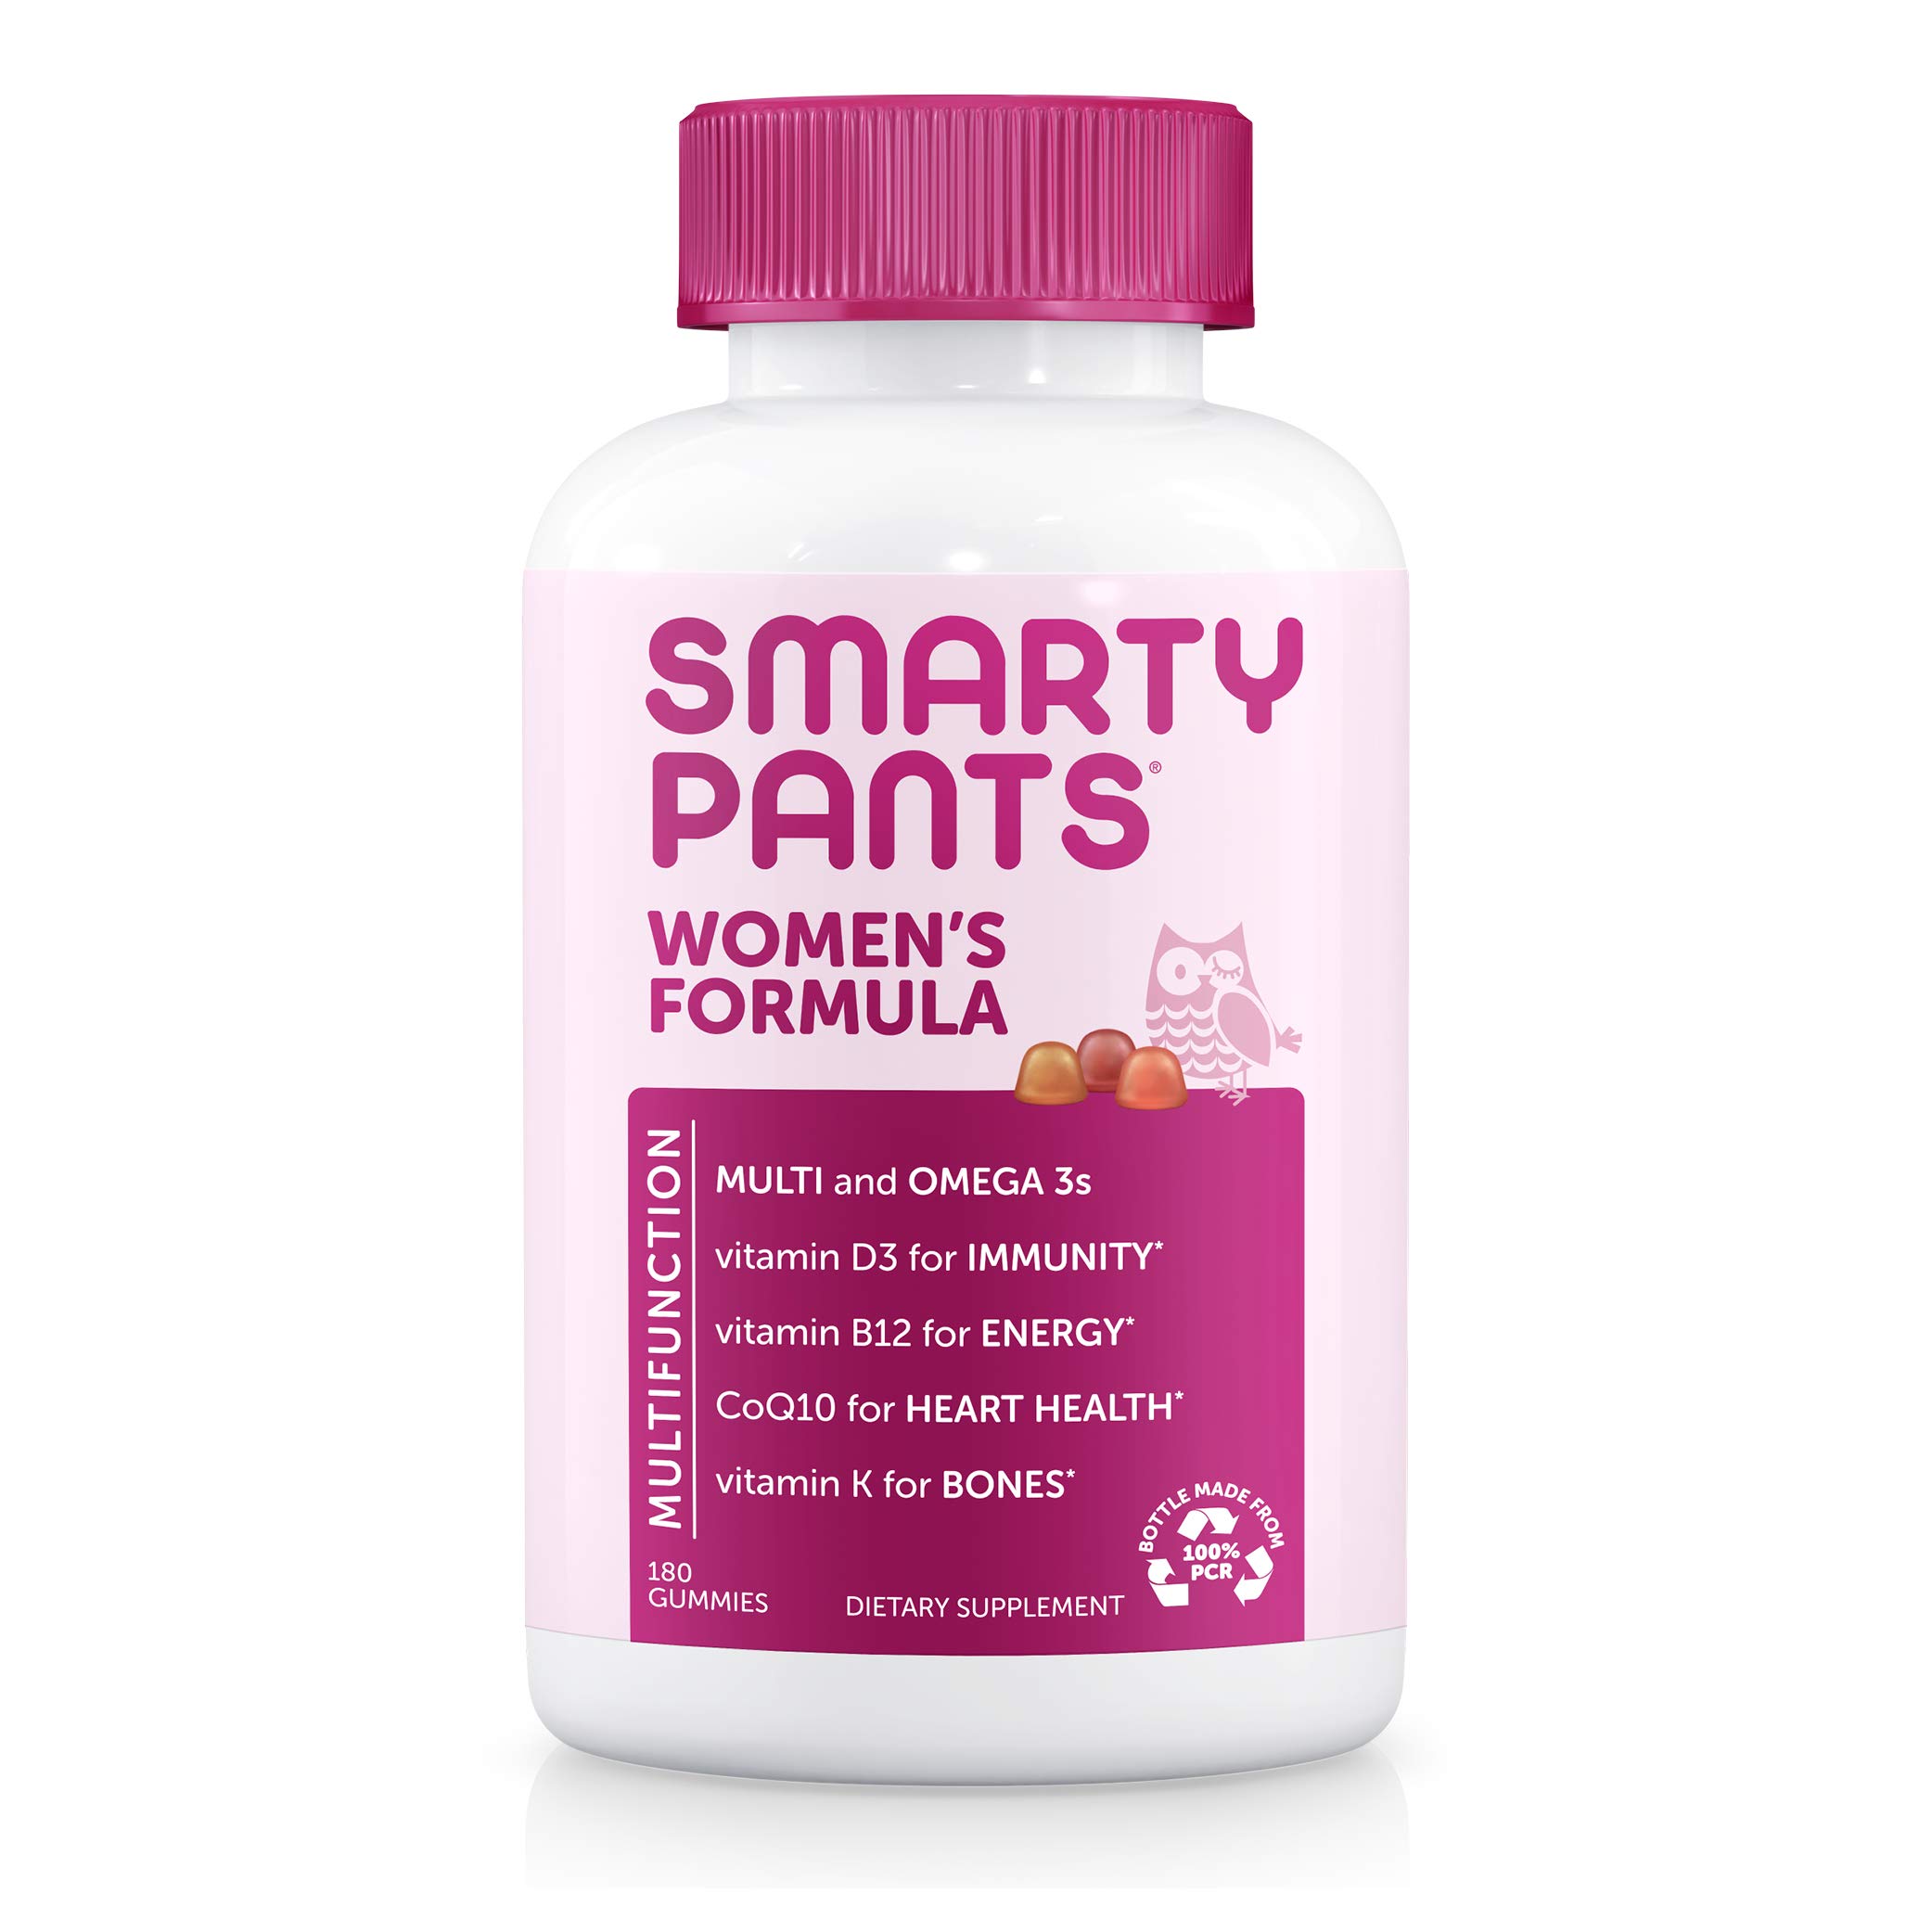 SMARTY
PANTS®
WOMEN'S
FORMULA
MULTIFUNCTION
MULTI and OMEGA 3s
vitamin D3 for IMMUNITY*
vitamin B12 for ENERGY*
CoQ10 for HEART HEALTH*
vitamin K for BONES*
180
GUMMIES
DIETARY SUPPLEMENT
BOTTLE MADE FROM
100%
PCR